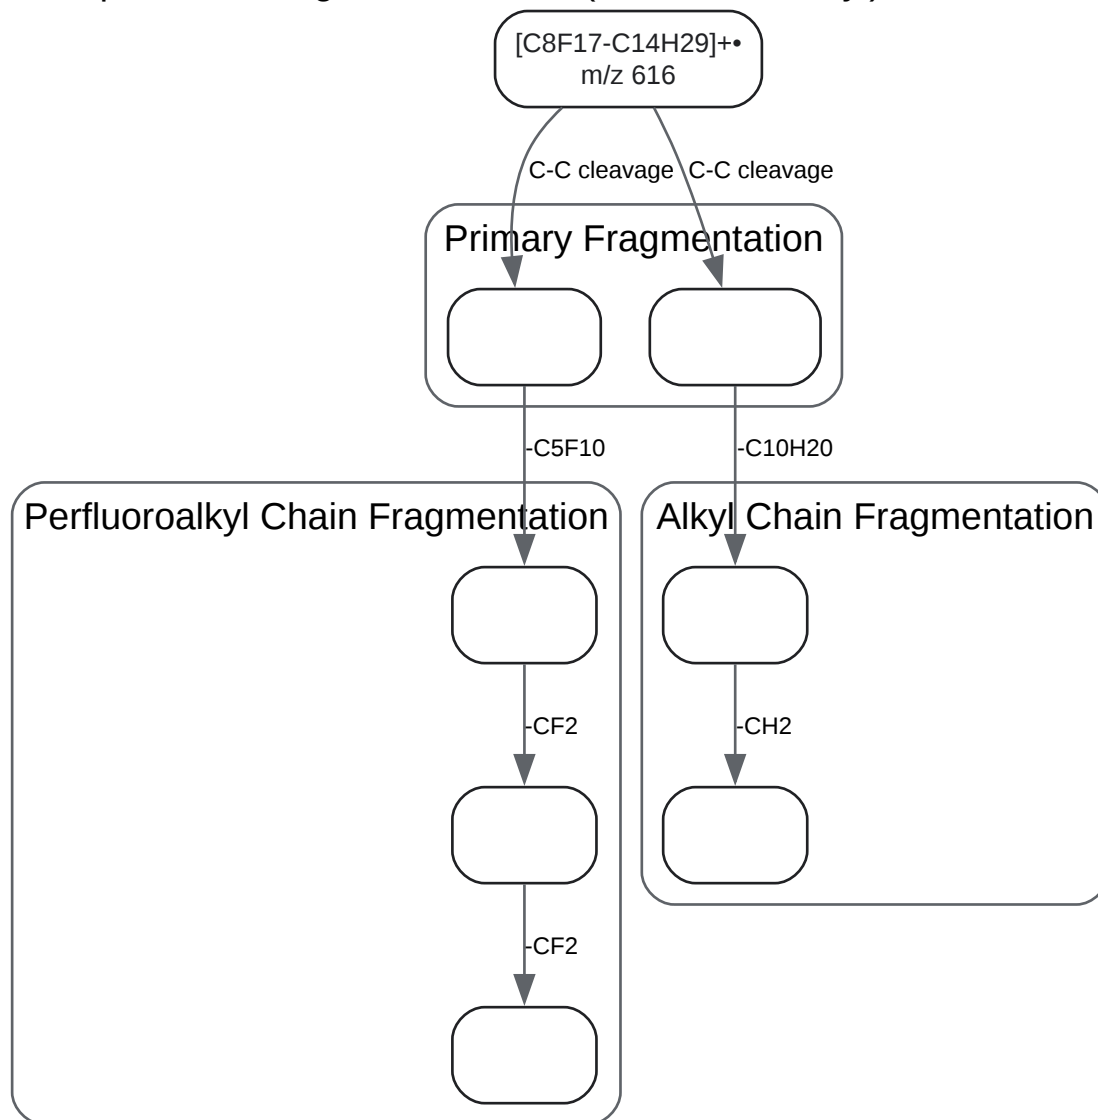 [C8F17-C14H29]+•
m/z 616
C-C cleavage C-C cleavage
Primary Fragmentation
-C5F10
-C10H20
Perfluoroalkyl Chain Fragmentation
Alkyl Chain Fragmentation
-CF2
-CH2
-CF2